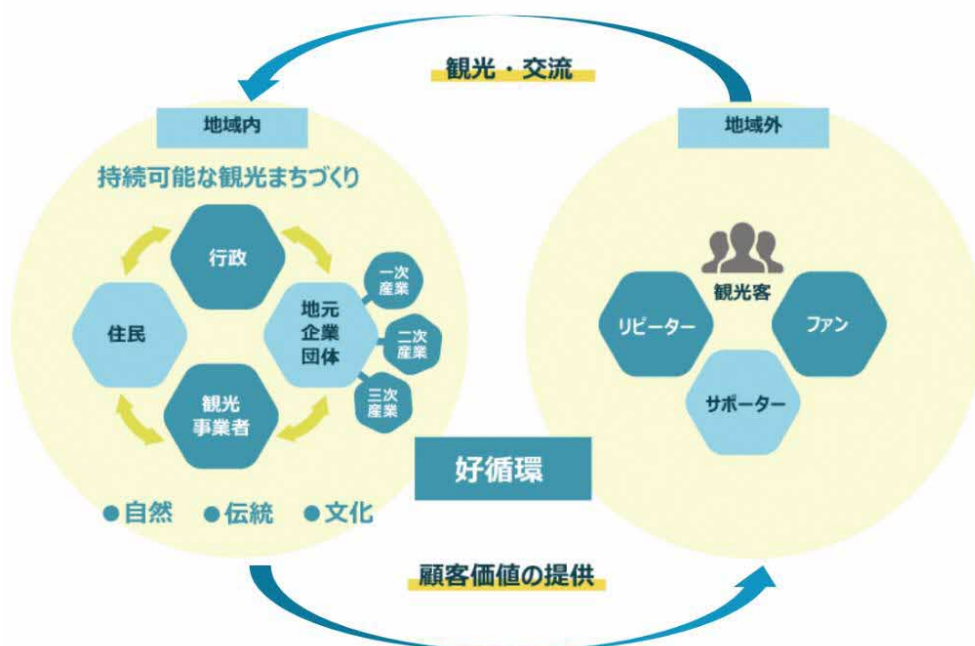 観光・交流
地域内
持続可能な観光まちづくり
行政
住民
地元
企業
団体
一次
産業
二次
産業
三次
産業
観光
事業者
●自然 ●伝統 ●文化
地域外
観光客
リピーター
ファン
サポーター
好循環
顧客価値の提供